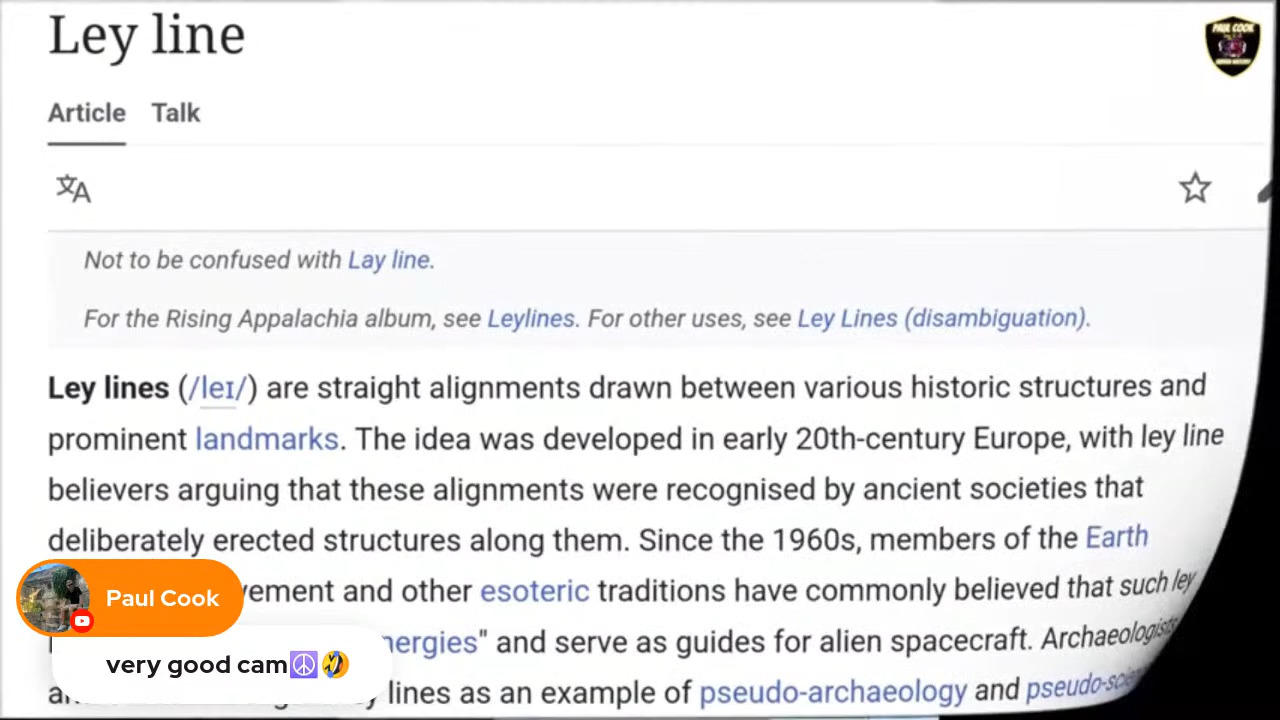 Ley line
PAUL COOK
Article Talk
Not to be confused with Lay line.
For the Rising Appalachia album, see Leylines. For other uses, see Ley Lines (disambiguation).
Ley lines (/leɪ/) are straight alignments drawn between various historic structures and
prominent landmarks. The idea was developed in early 20th-century Europe, with ley line
believers arguing that these alignments were recognised by ancient societies that
deliberately erected structures along them. Since the 1960s, members of the Earth
vement and other esoteric traditions have commonly believed that such ley
Paul Cook
nergies" and serve as guides for alien spacecraft. Archaeologists
very good cam☮️🤣
lines as an example of pseudo-archaeology and